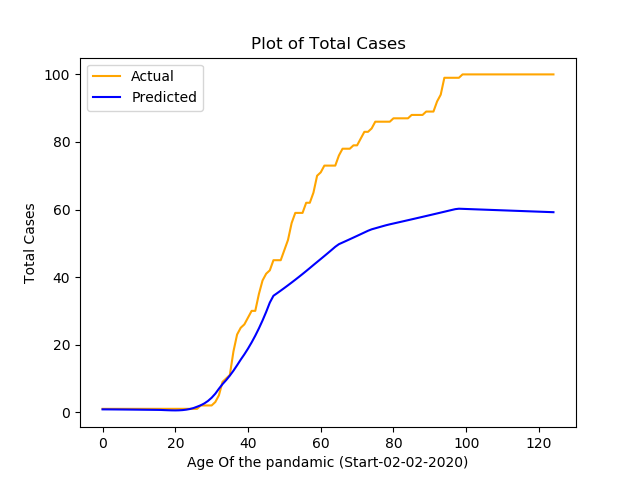 Plot of Total Cases
Actual
Predicted
Total Cases
100
80
60
40
20
0
0 20 40 60 80 100 120
Age Of the pandamic (Start-02-02-2020)